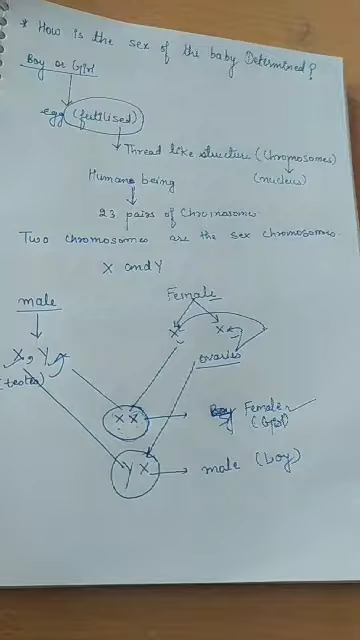 * How is the sex of the baby Determined?
Boy or Girl
egg (fertilised)
Thread like structure (chromosomes)
(nucleus)
Human being
23 pairs of Chromosomes
Two chromosomes are the sex chromosomes.
X and Y
male
Female
X, Y
X X
(testes)
ovaries
X X
Female
(Girl)
Y X
male (boy)